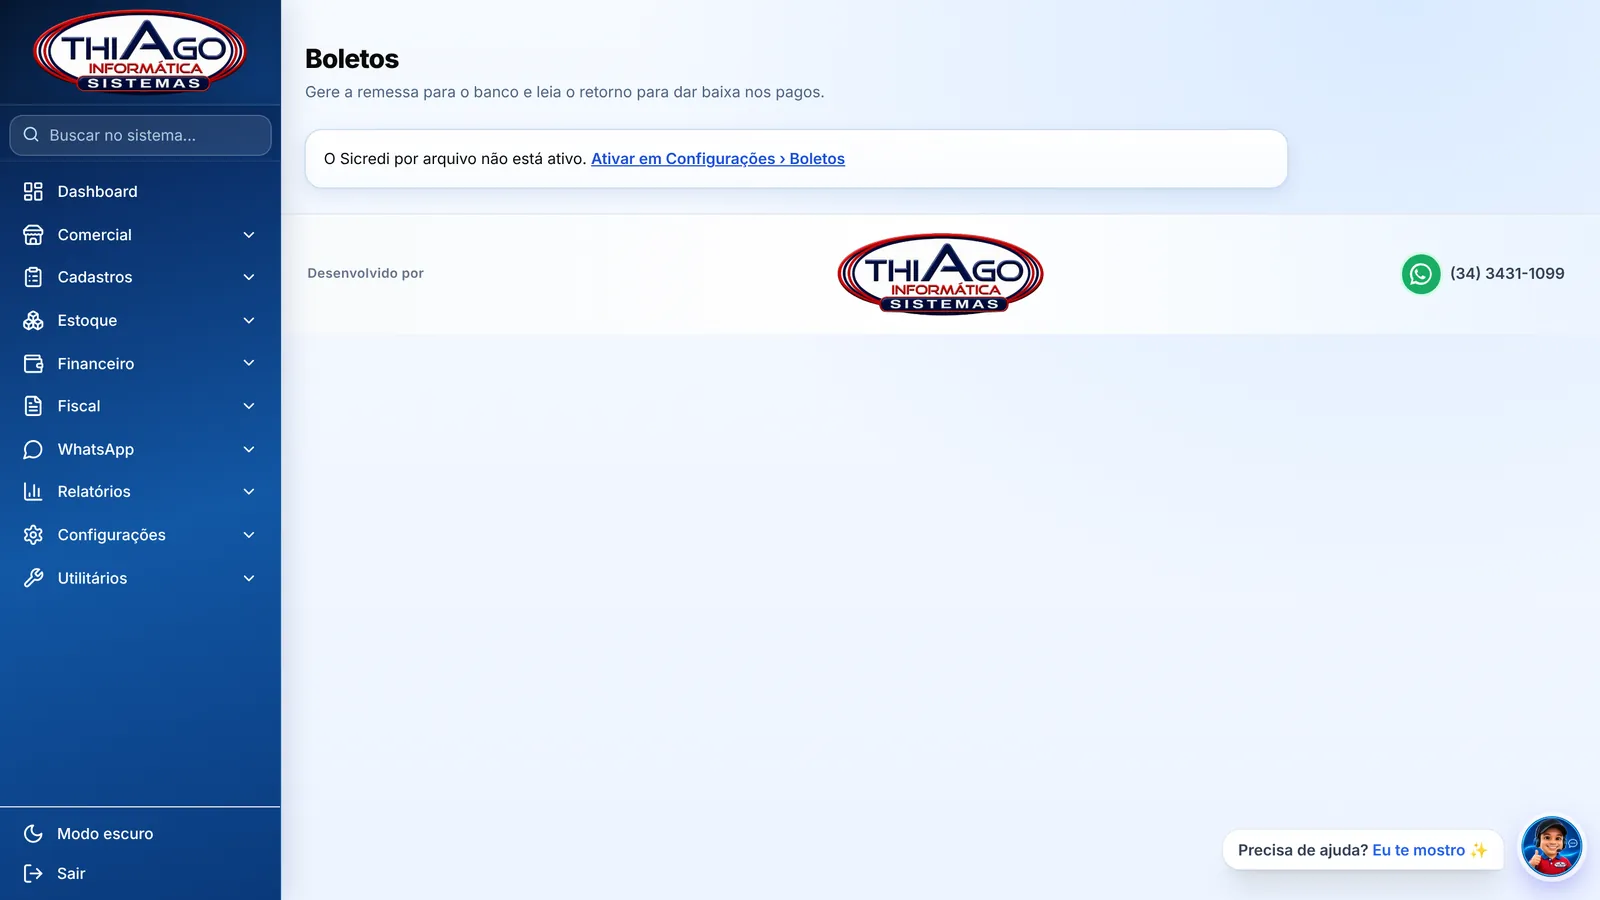 THIAGO
INFORMÁTICA
SISTEMAS
Buscar no sistema...
Dashboard
Comercial
Cadastros
Estoque
Financeiro
Fiscal
WhatsApp
Relatórios
Configurações
Utilitários
Modo escuro
Sair
Boletos
Gere a remessa para o banco e leia o retorno para dar baixa nos pagos.
O Sicredi por arquivo não está ativo. Ativar em Configurações › Boletos
Desenvolvido por
THIAGO
INFORMÁTICA
SISTEMAS
(34) 3431-1099
Precisa de ajuda? Eu te mostro ✨